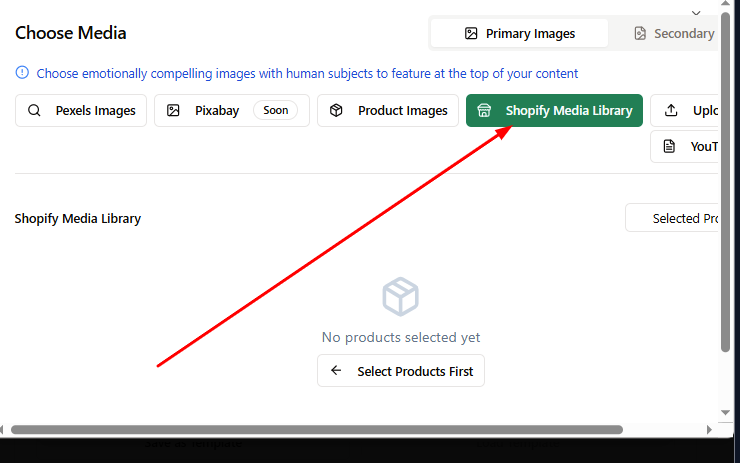 Choose Media
Primary Images
Secondary
Choose emotionally compelling images with human subjects to feature at the top of your content
Pexels Images
Pixabay
Soon
Product Images
Shopify Media Library
Uplo
YouT
Shopify Media Library
Selected Pro
No products selected yet
Select Products First